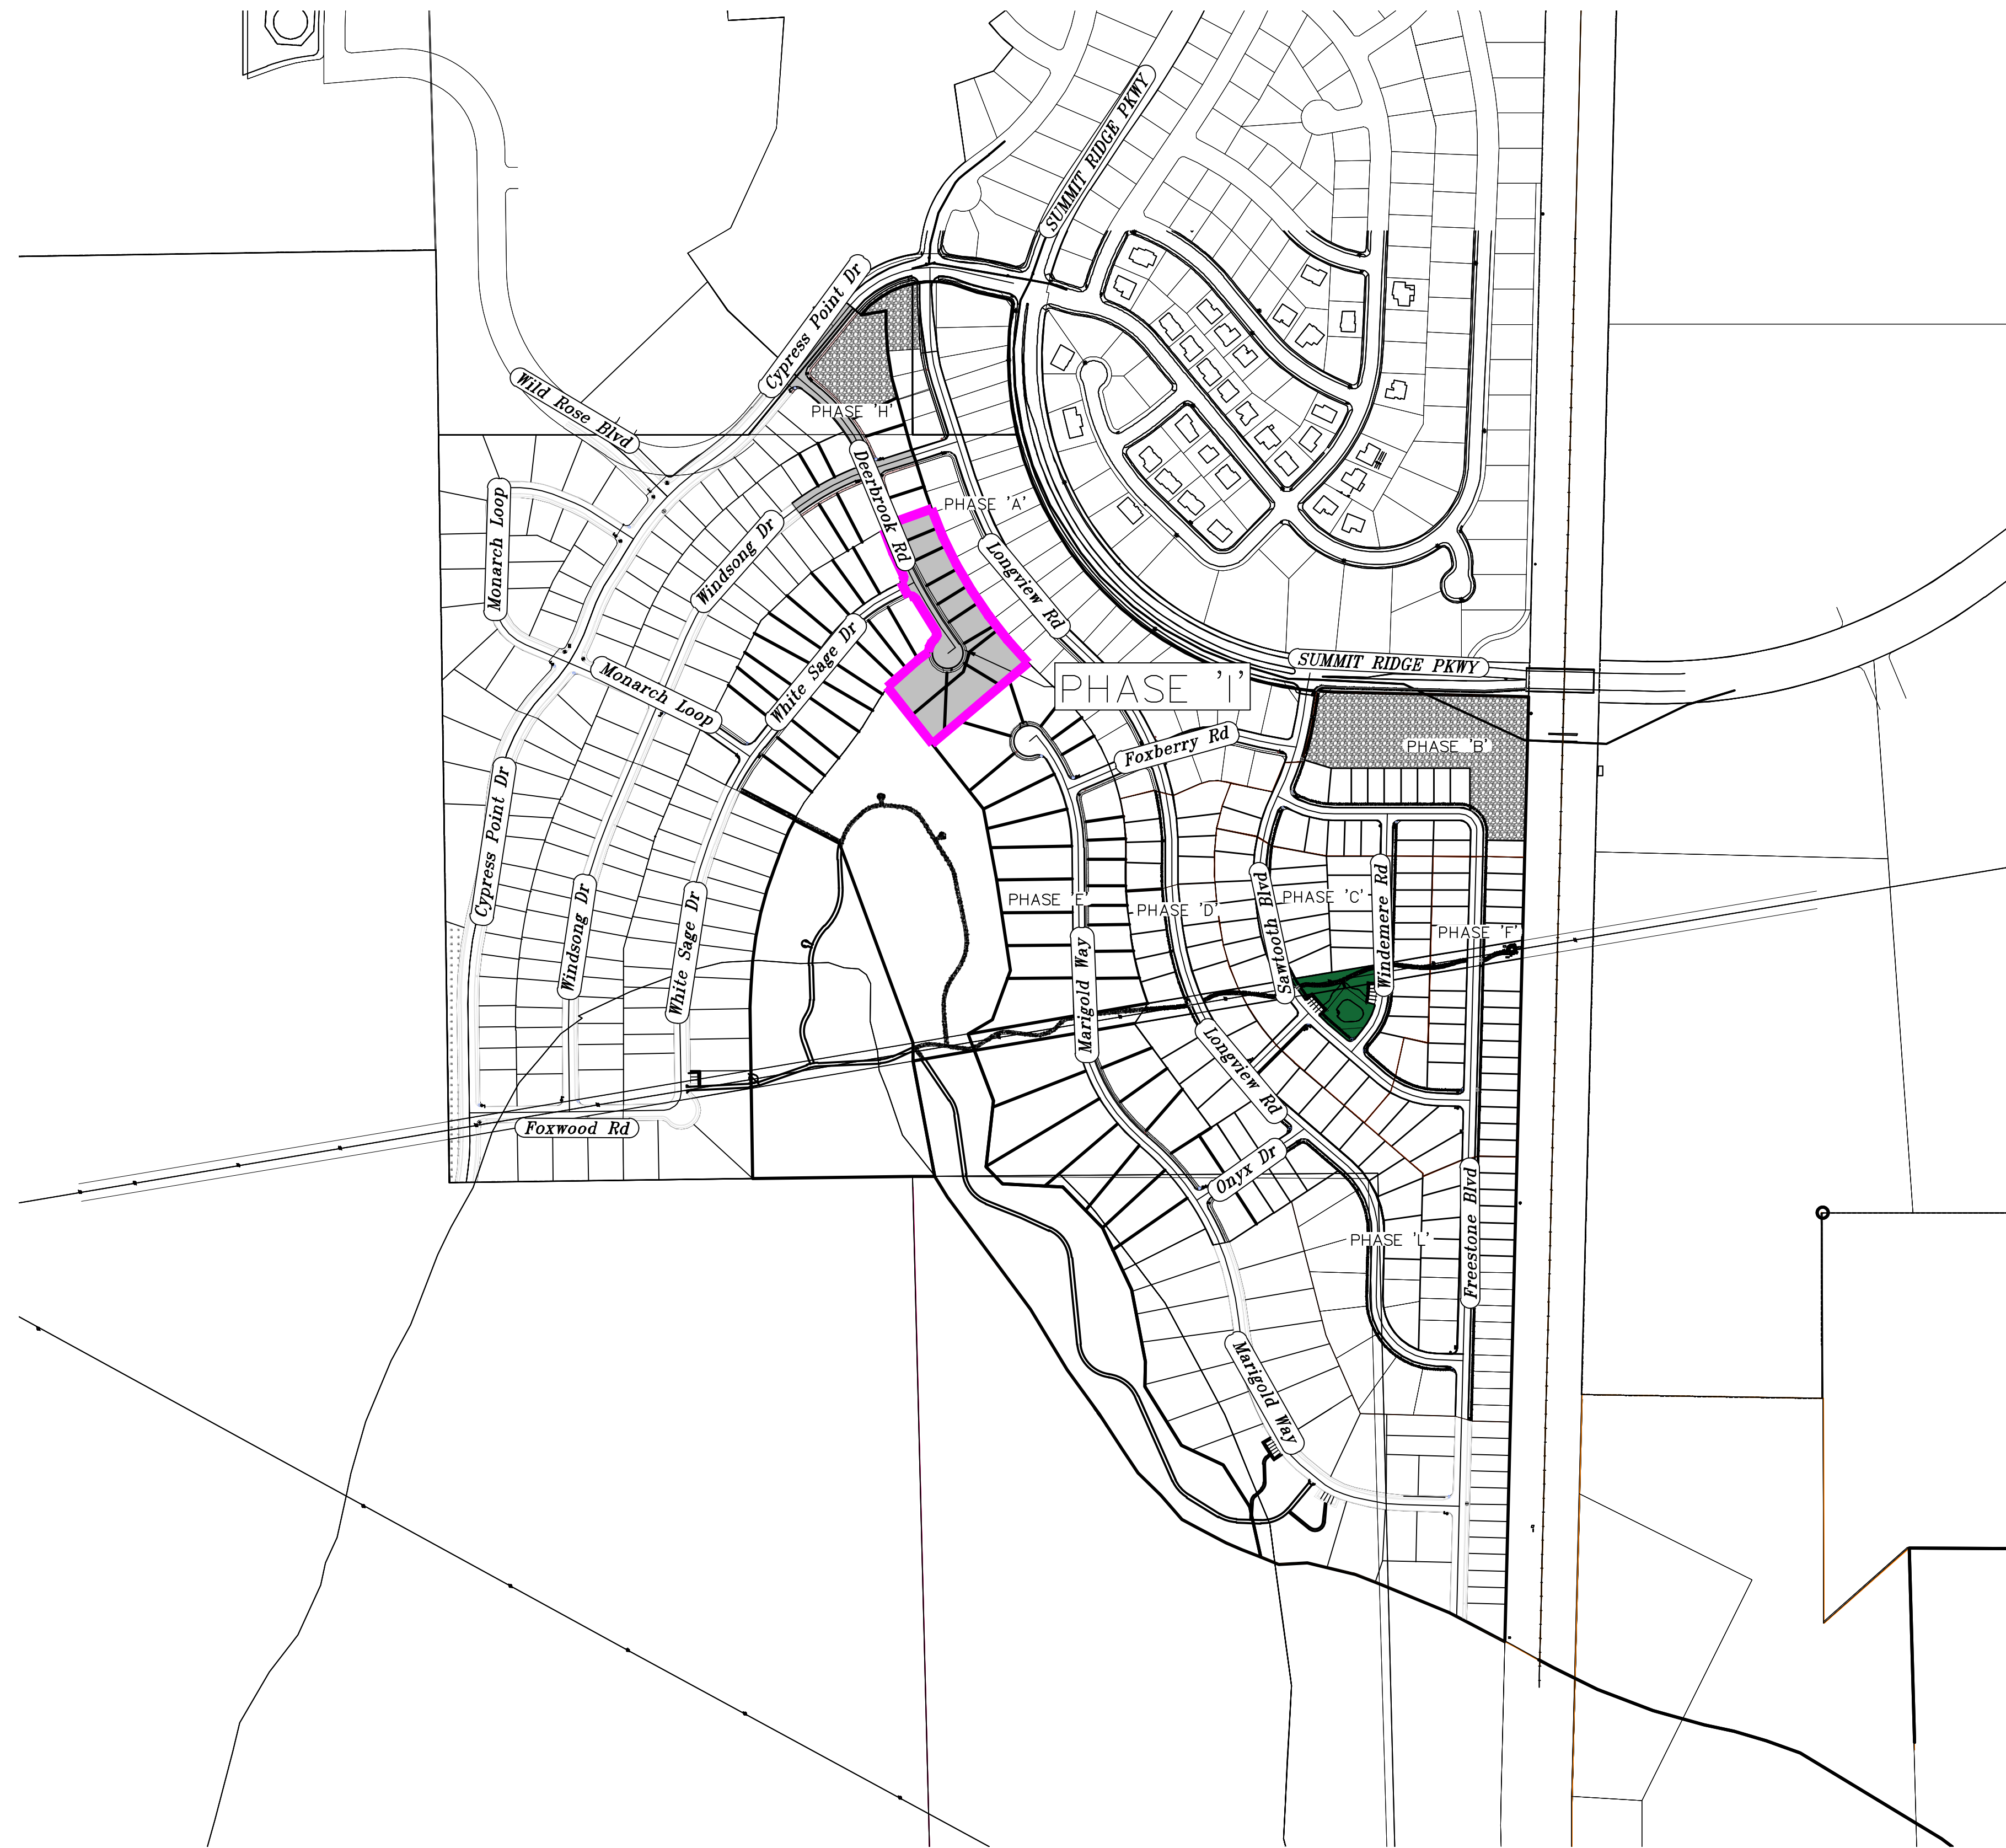 SUMMIT RIDGE PKWY
Cypress Point Dr
Wild Rose Blvd
PHASE 'H'
Deerbrook Rd
PHASE 'A'
Monarch Loop
Windsong Dr
Longview Rd
White Sage Dr
SUMMIT RIDGE PKWY
Monarch Loop
PHASE 'I'
Foxberry Rd
PHASE 'B'
Cypress Point Dr
Windsong Dr
White Sage Dr
PHASE 'E'
Marigold Way
PHASE 'D'
Sawtooth Blvd
PHASE 'C'
Windemere Rd
PHASE 'F'
Longview Rd
Foxwood Rd
Onyx Dr
PHASE 'L'
Freestone Blvd
Marigold Way